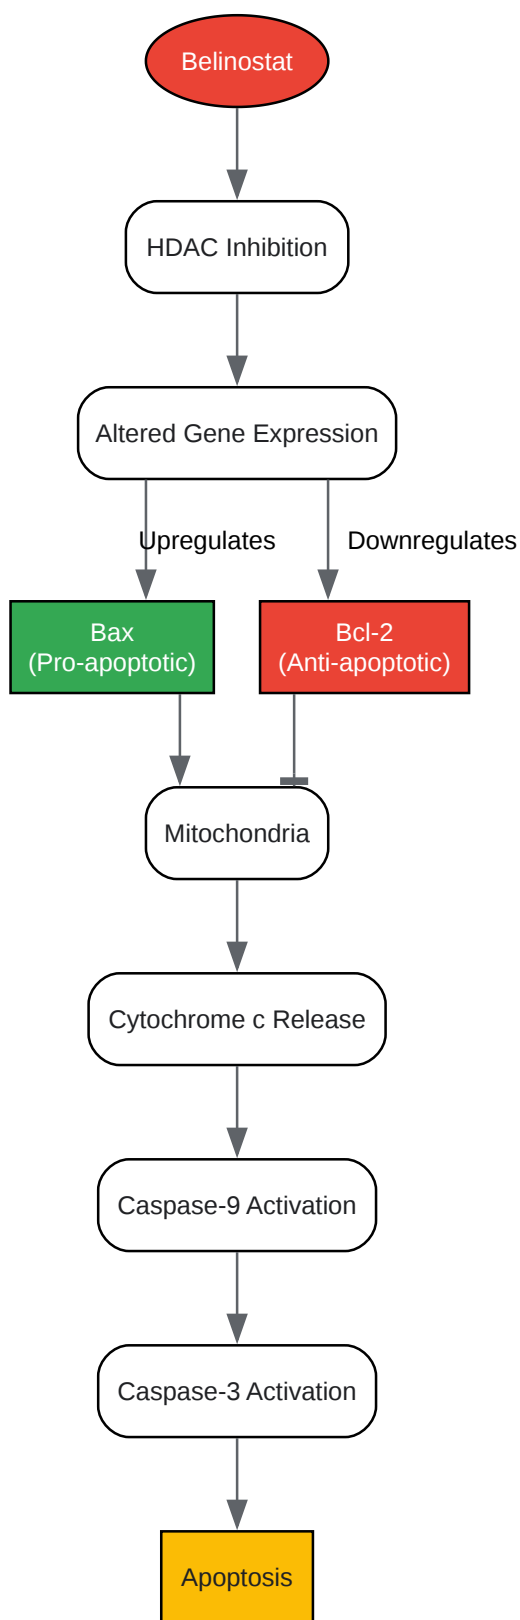 Belinostat
HDAC Inhibition
Altered Gene Expression
Upregulates
Downregulates
Bax
(Pro-apoptotic)
Bcl-2
(Anti-apoptotic)
Mitochondria
Cytochrome c Release
Caspase-9 Activation
Caspase-3 Activation
Apoptosis